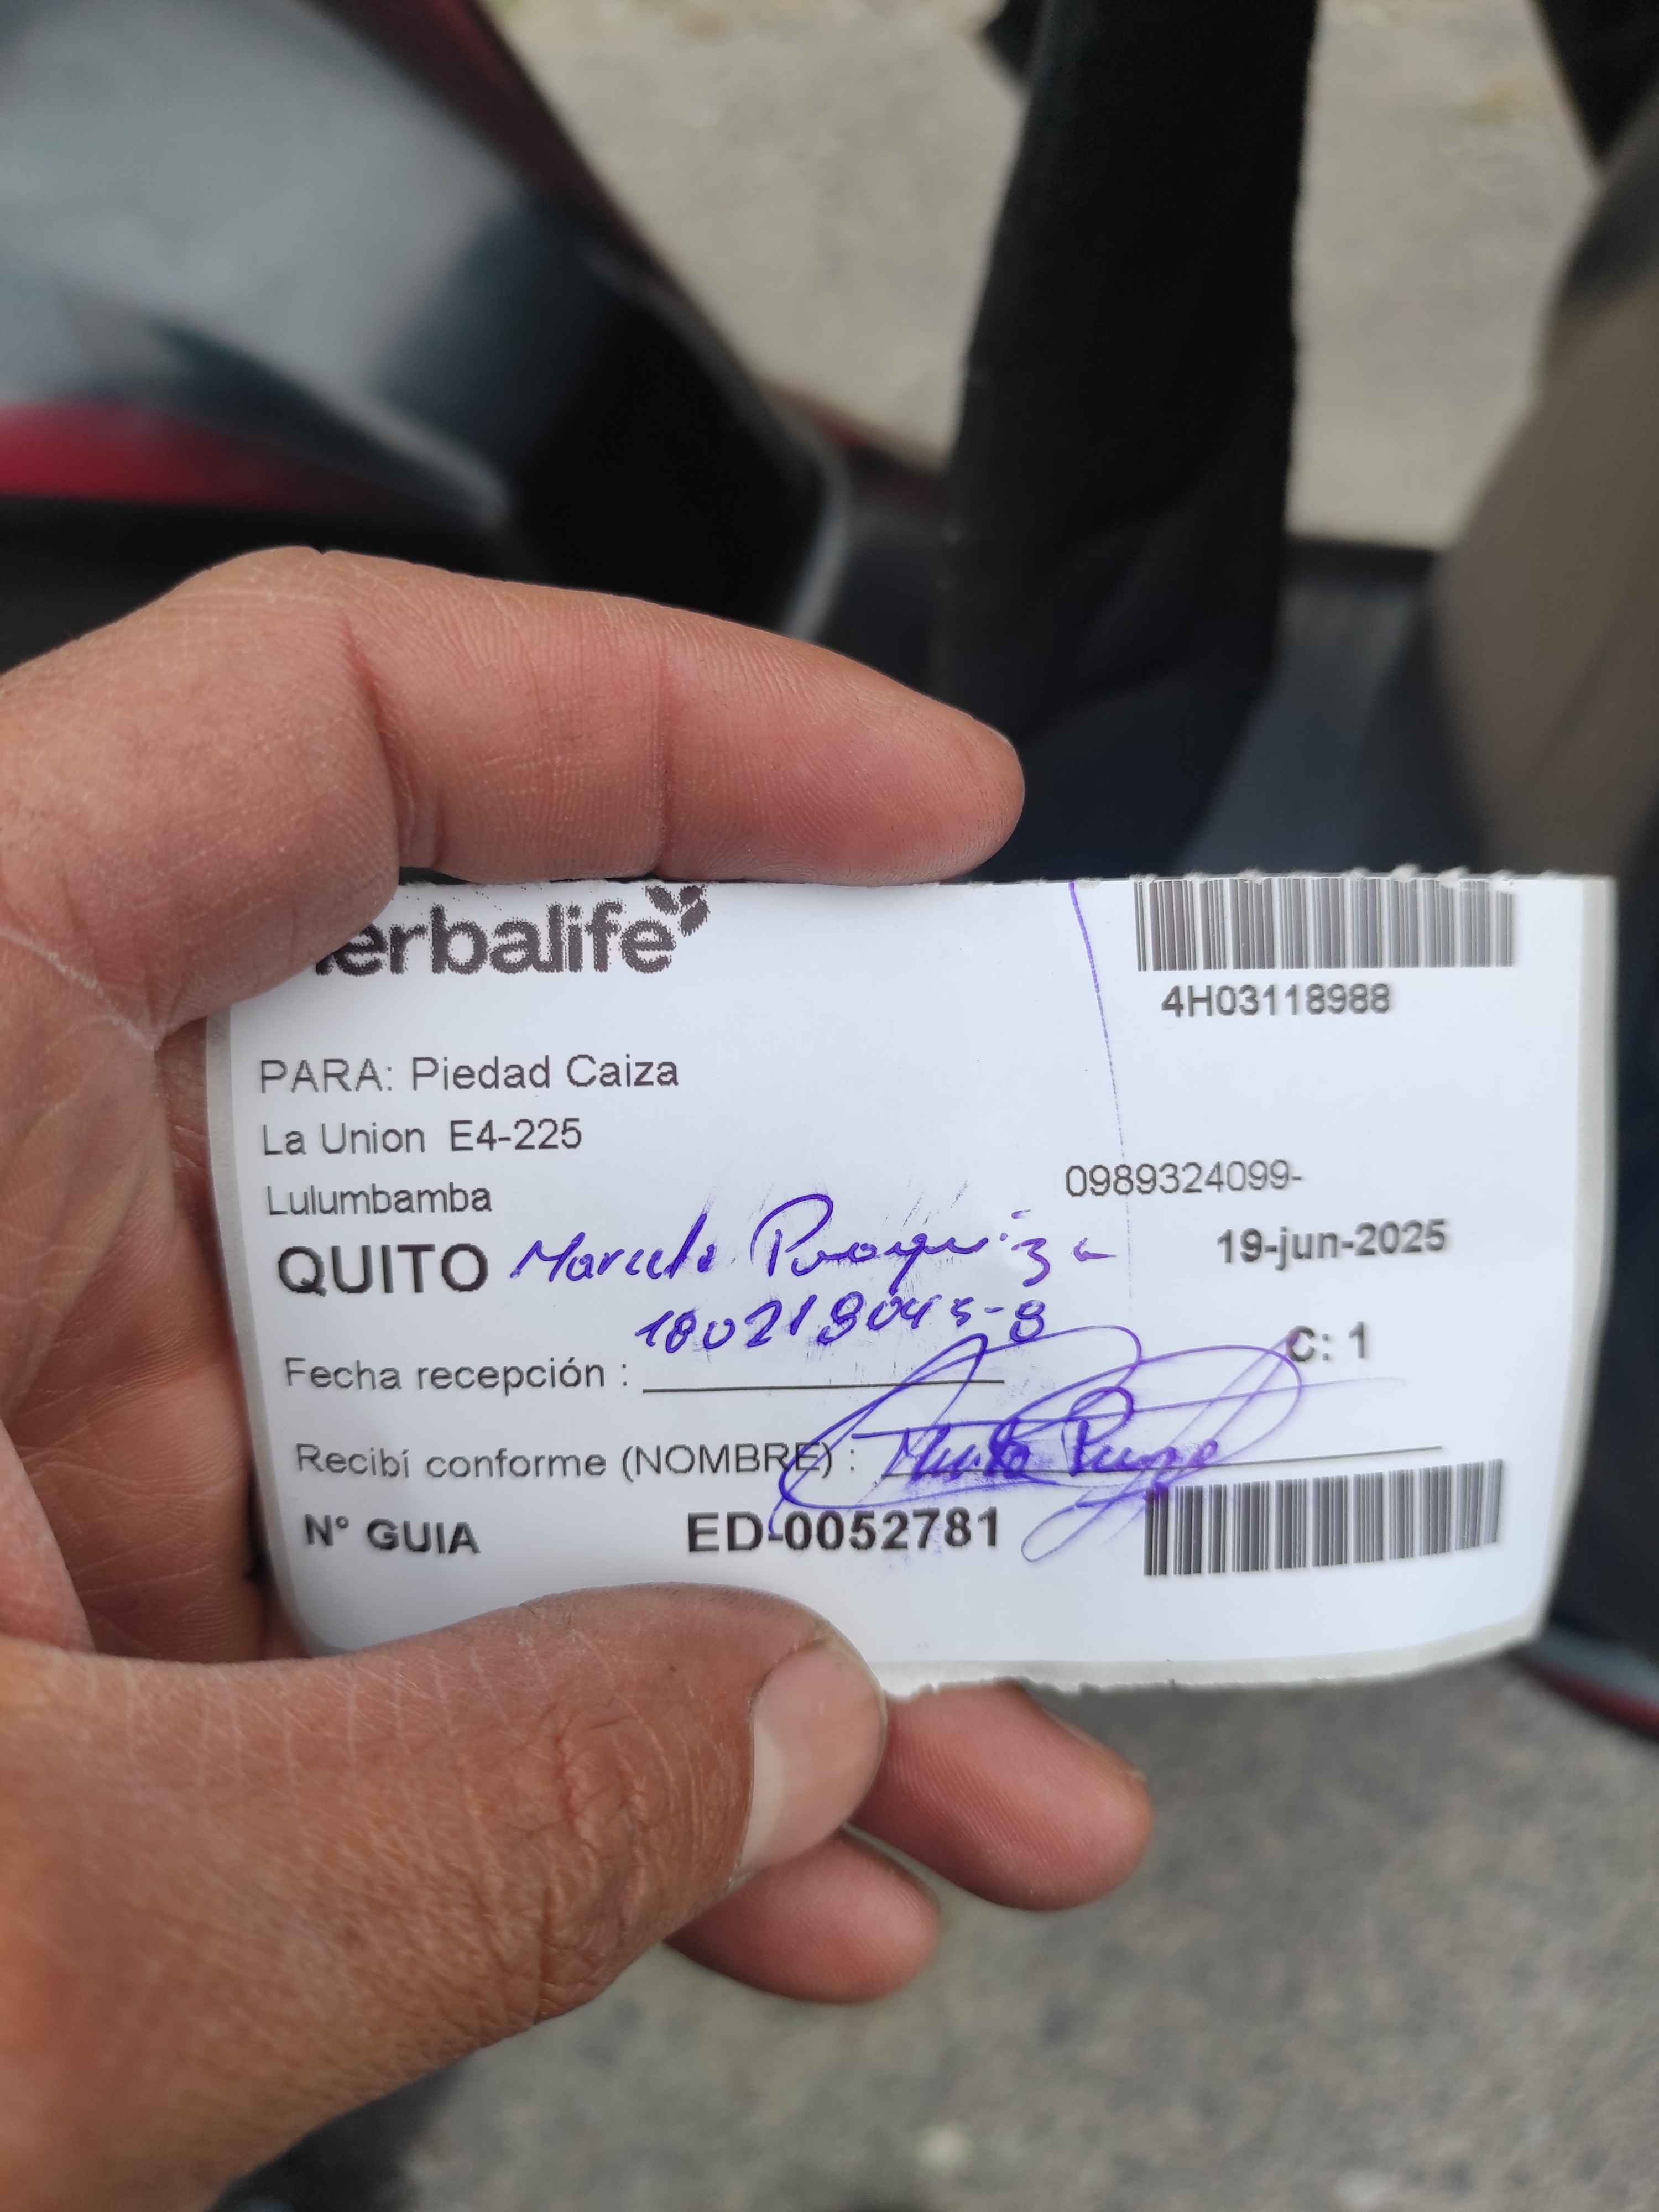 erbalife
4H03118988
PARA: Piedad Caiza
La Union E4-225
0989324099-
Lulumbamba
QUITO Marcelo 19-jun-2025
C: 1
Fecha recepción :
Recibí conforme (NOMBRE) :
N° GUIA ED-0052781